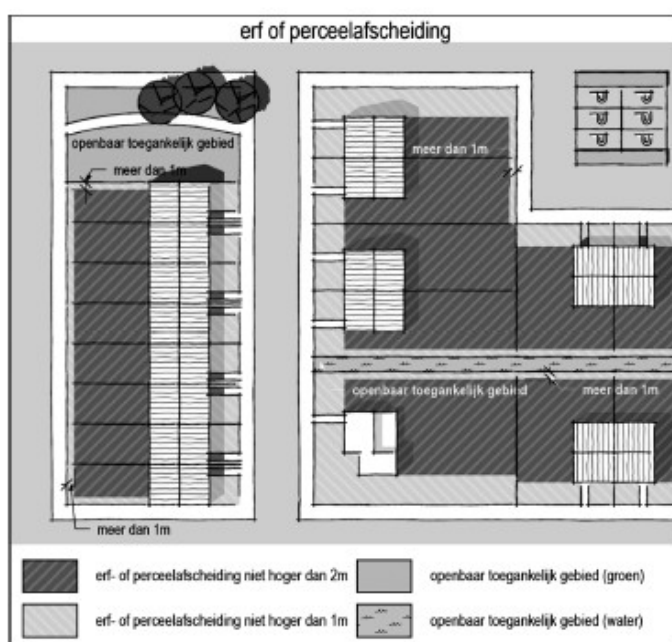 erf of perceelafscheiding
openbaar toegankelijk gebied
meer dan 1m
meer dan 1m
openbaar toegankelijk gebied
meer dan 1m
meer dan 1m
erf- of perceelafscheiding niet hoger dan 2m
openbaar toegankelijk gebied (groen)
erf- of perceelafscheiding niet hoger dan 1m
openbaar toegankelijk gebied (water)